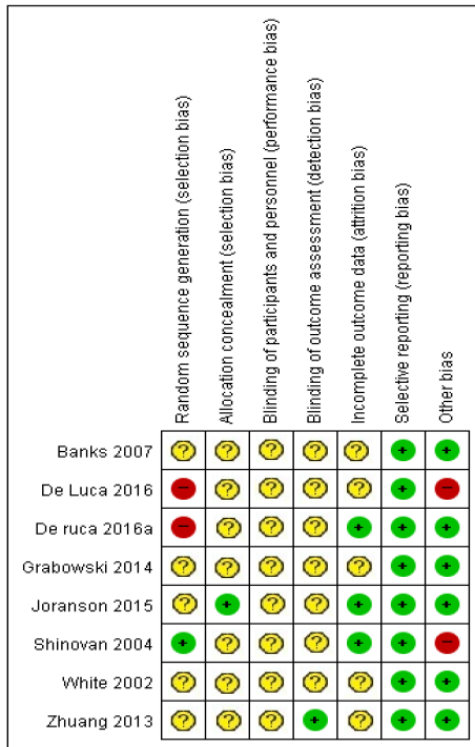 Random sequence generation (selection bias)
Allocation concealment (selection bias)
Blinding of participants and personnel (performance bias)
Blinding of outcome assessment (detection bias)
Incomplete outcome data (attrition bias)
Selective reporting (reporting bias)
Other bias
Banks 2007 ? ? ? ? ? + +
De Luca 2016 - ? ? ? ? + -
De ruca 2016a - ? ? ? + + +
Grabowski 2014 ? ? ? ? ? + +
Joranson 2015 ? + ? ? + + +
Shinovan 2004 + ? ? ? + + -
White 2002 ? ? ? ? ? + +
Zhuang 2013 ? ? ? + ? + +